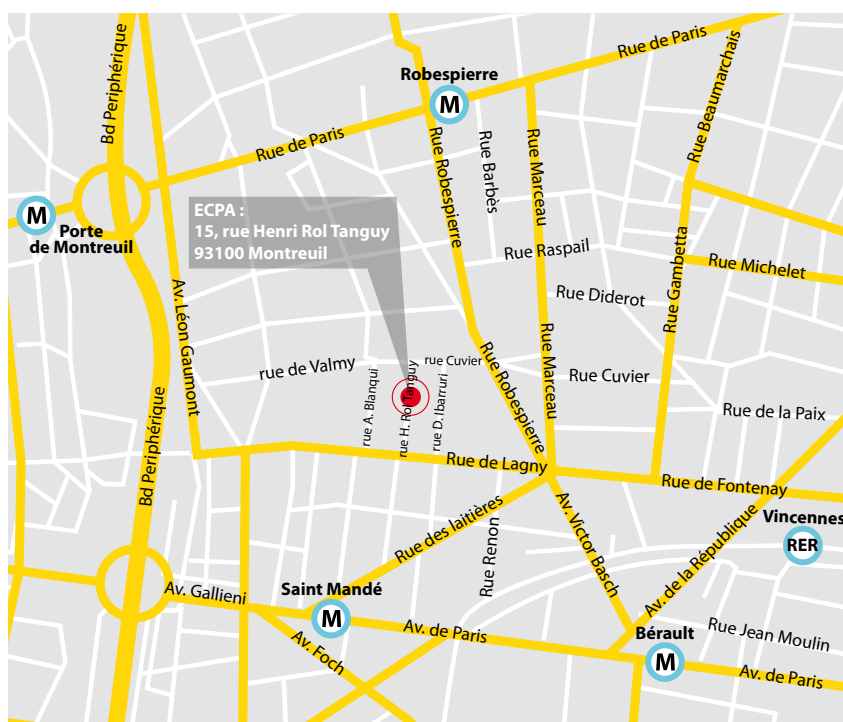 Rue de Paris
Rue Beaumarchais
Bd Periphérique
Robespierre
M
Rue de Paris
Rue Robespierre
Rue Barbès
Rue Marceau
M
Porte
de Montreuil
ECPA :
15, rue Henri Rol Tanguy
93100 Montreuil
Rue Raspail
Rue Michelet
Rue Gambetta
Rue Diderot
Av. Léon Gaumont
rue de Valmy
rue Cuvier
Rue Cuvier
Rue Marceau
Rue Robespierre
rue A. Blanqui
rue H. Rol Tanguy
rue D. Ibarruri
Rue de la Paix
Bd Periphérique
Rue de Lagny
Rue de Fontenay
Rue des laitières
Rue Renon
Av. Victor Basch
Av. de la République
Vincennes
RER
Av. Gallieni
Saint Mandé
M
Av. Foch
Av. de Paris
Bérault
M
Rue Jean Moulin
Av. de Paris